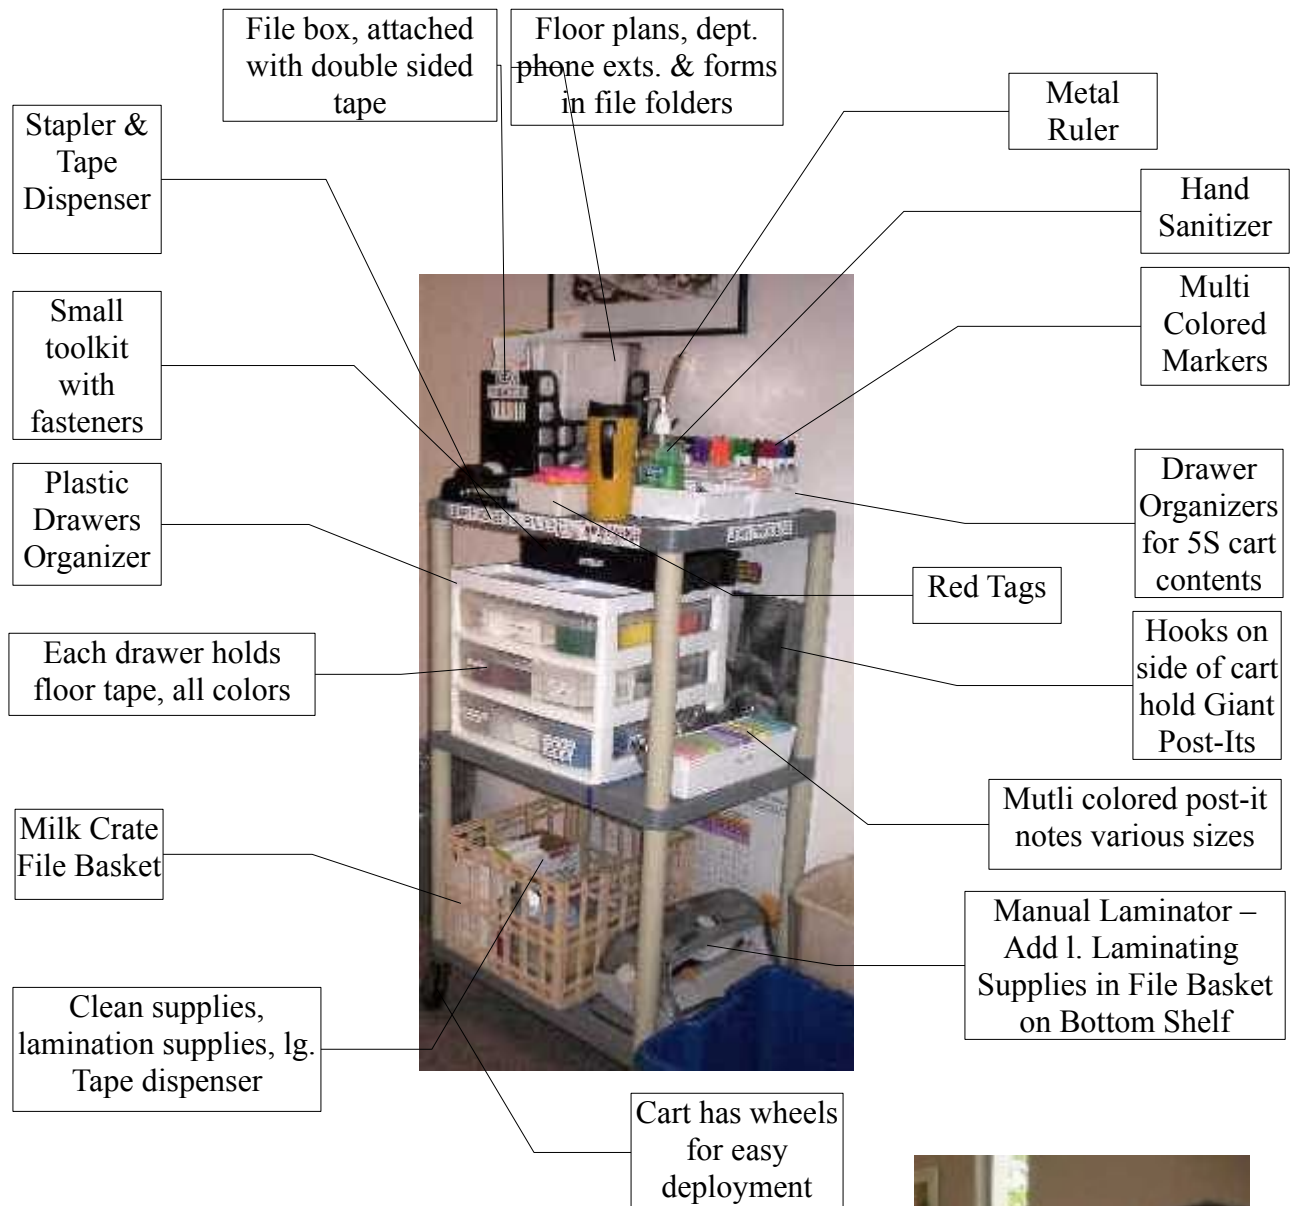 File box, attached
with double sided
tape
Floor plans, dept.
phone exts. & forms
in file folders
Metal
Ruler
Stapler &
Tape
Dispenser
Hand
Sanitizer
Multi
Colored
Markers
Small
toolkit
with
fasteners
Plastic
Drawers
Organizer
Drawer
Organizers
for 5S cart
contents
Red Tags
Each drawer holds
floor tape, all colors
Hooks on
side of cart
hold Giant
Post-Its
Mutli colored post-it
notes various sizes
Milk Crate
File Basket
Manual Laminator –
Add l. Laminating
Supplies in File Basket
on Bottom Shelf
Clean supplies,
lamination supplies, lg.
Tape dispenser
Cart has wheels
for easy
deployment